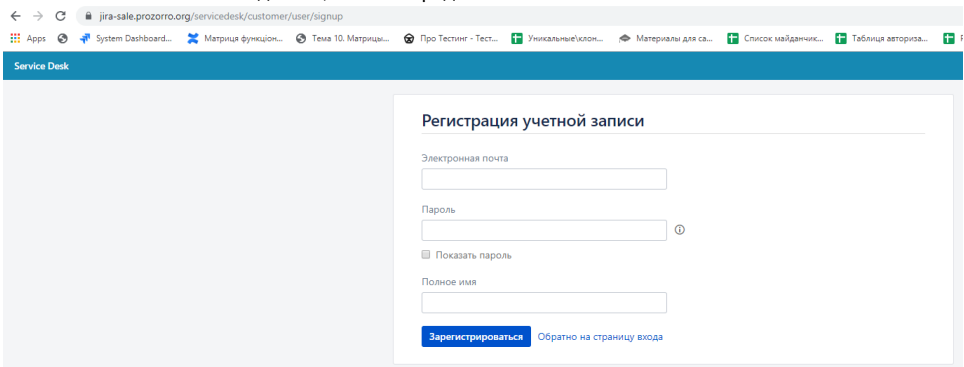 jira-sale.prozorro.org/servicedesk/customer/user/signup
Apps System Dashboard... Матриця функціон... Тема 10. Матрицы... Про Тестинг - Тест... Уникальные\клон... Материалы для са... Список майданчик... Таблиця авториза...
Service Desk
Регистрация учетной записи
Электронная почта
Пароль
Показать пароль
Полное имя
Зарегистрироваться Обратно на страницу входа